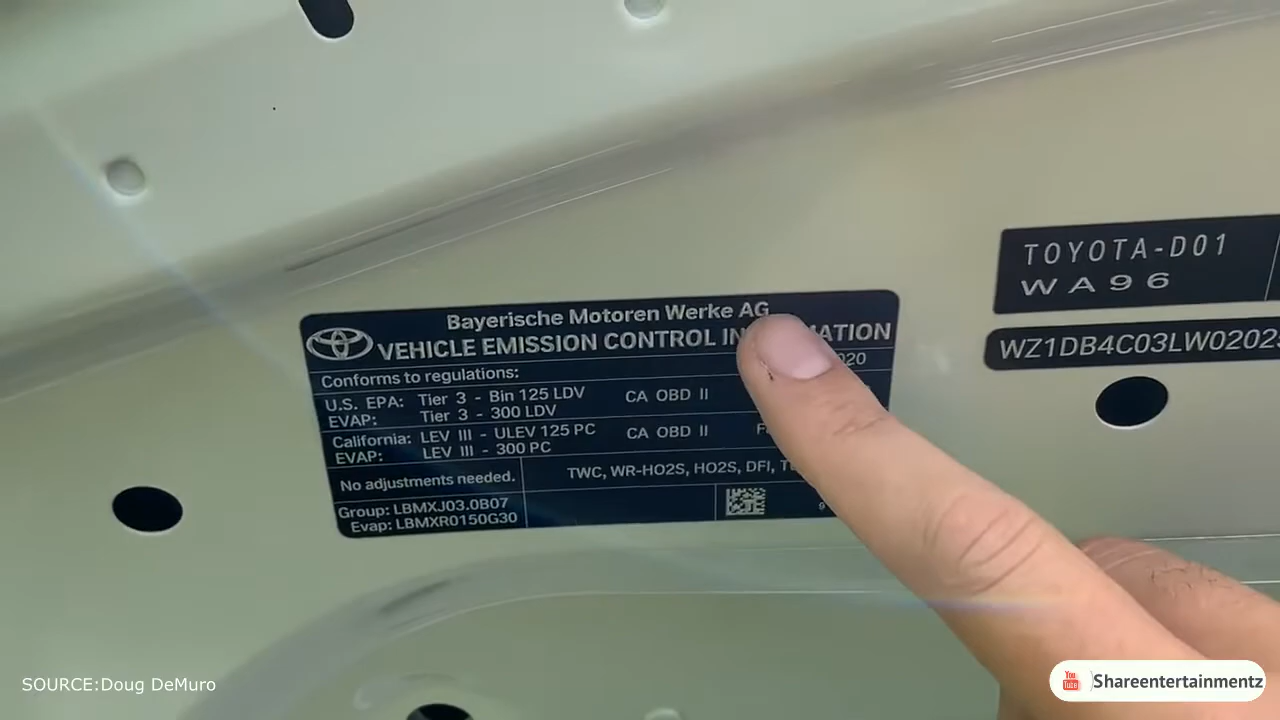 Bayerische Motoren Werke AG
VEHICLE EMISSION CONTROL
Conforms to regulations:
U.S. EPA: Tier 3 - Bin 125 LDV CA OBD II
EVAP: Tier 3 - 300 LDV
California: LEV III - ULEV 125 PC CA OBD II
EVAP: LEV III - 300 PC
No adjustments needed. TWC, WR-HO2S, HO2S, DFI,
Group: LBMXJ03.0B07
Evap: LBMXR0150G30
TOYOTA-D01
WA96
WZ1DB4C03LW0202
SOURCE:Doug DeMuro
You
Tube
Shareentertainmentz